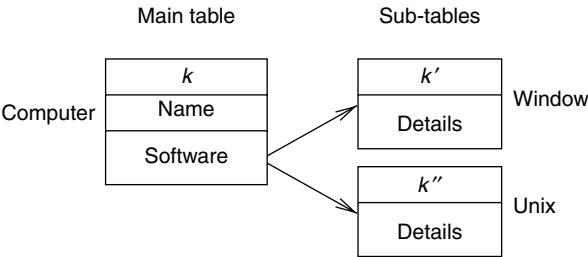 Main table
Sub-tables
k
k′
Computer
Name
Window
Details
Software
k″
Unix
Details